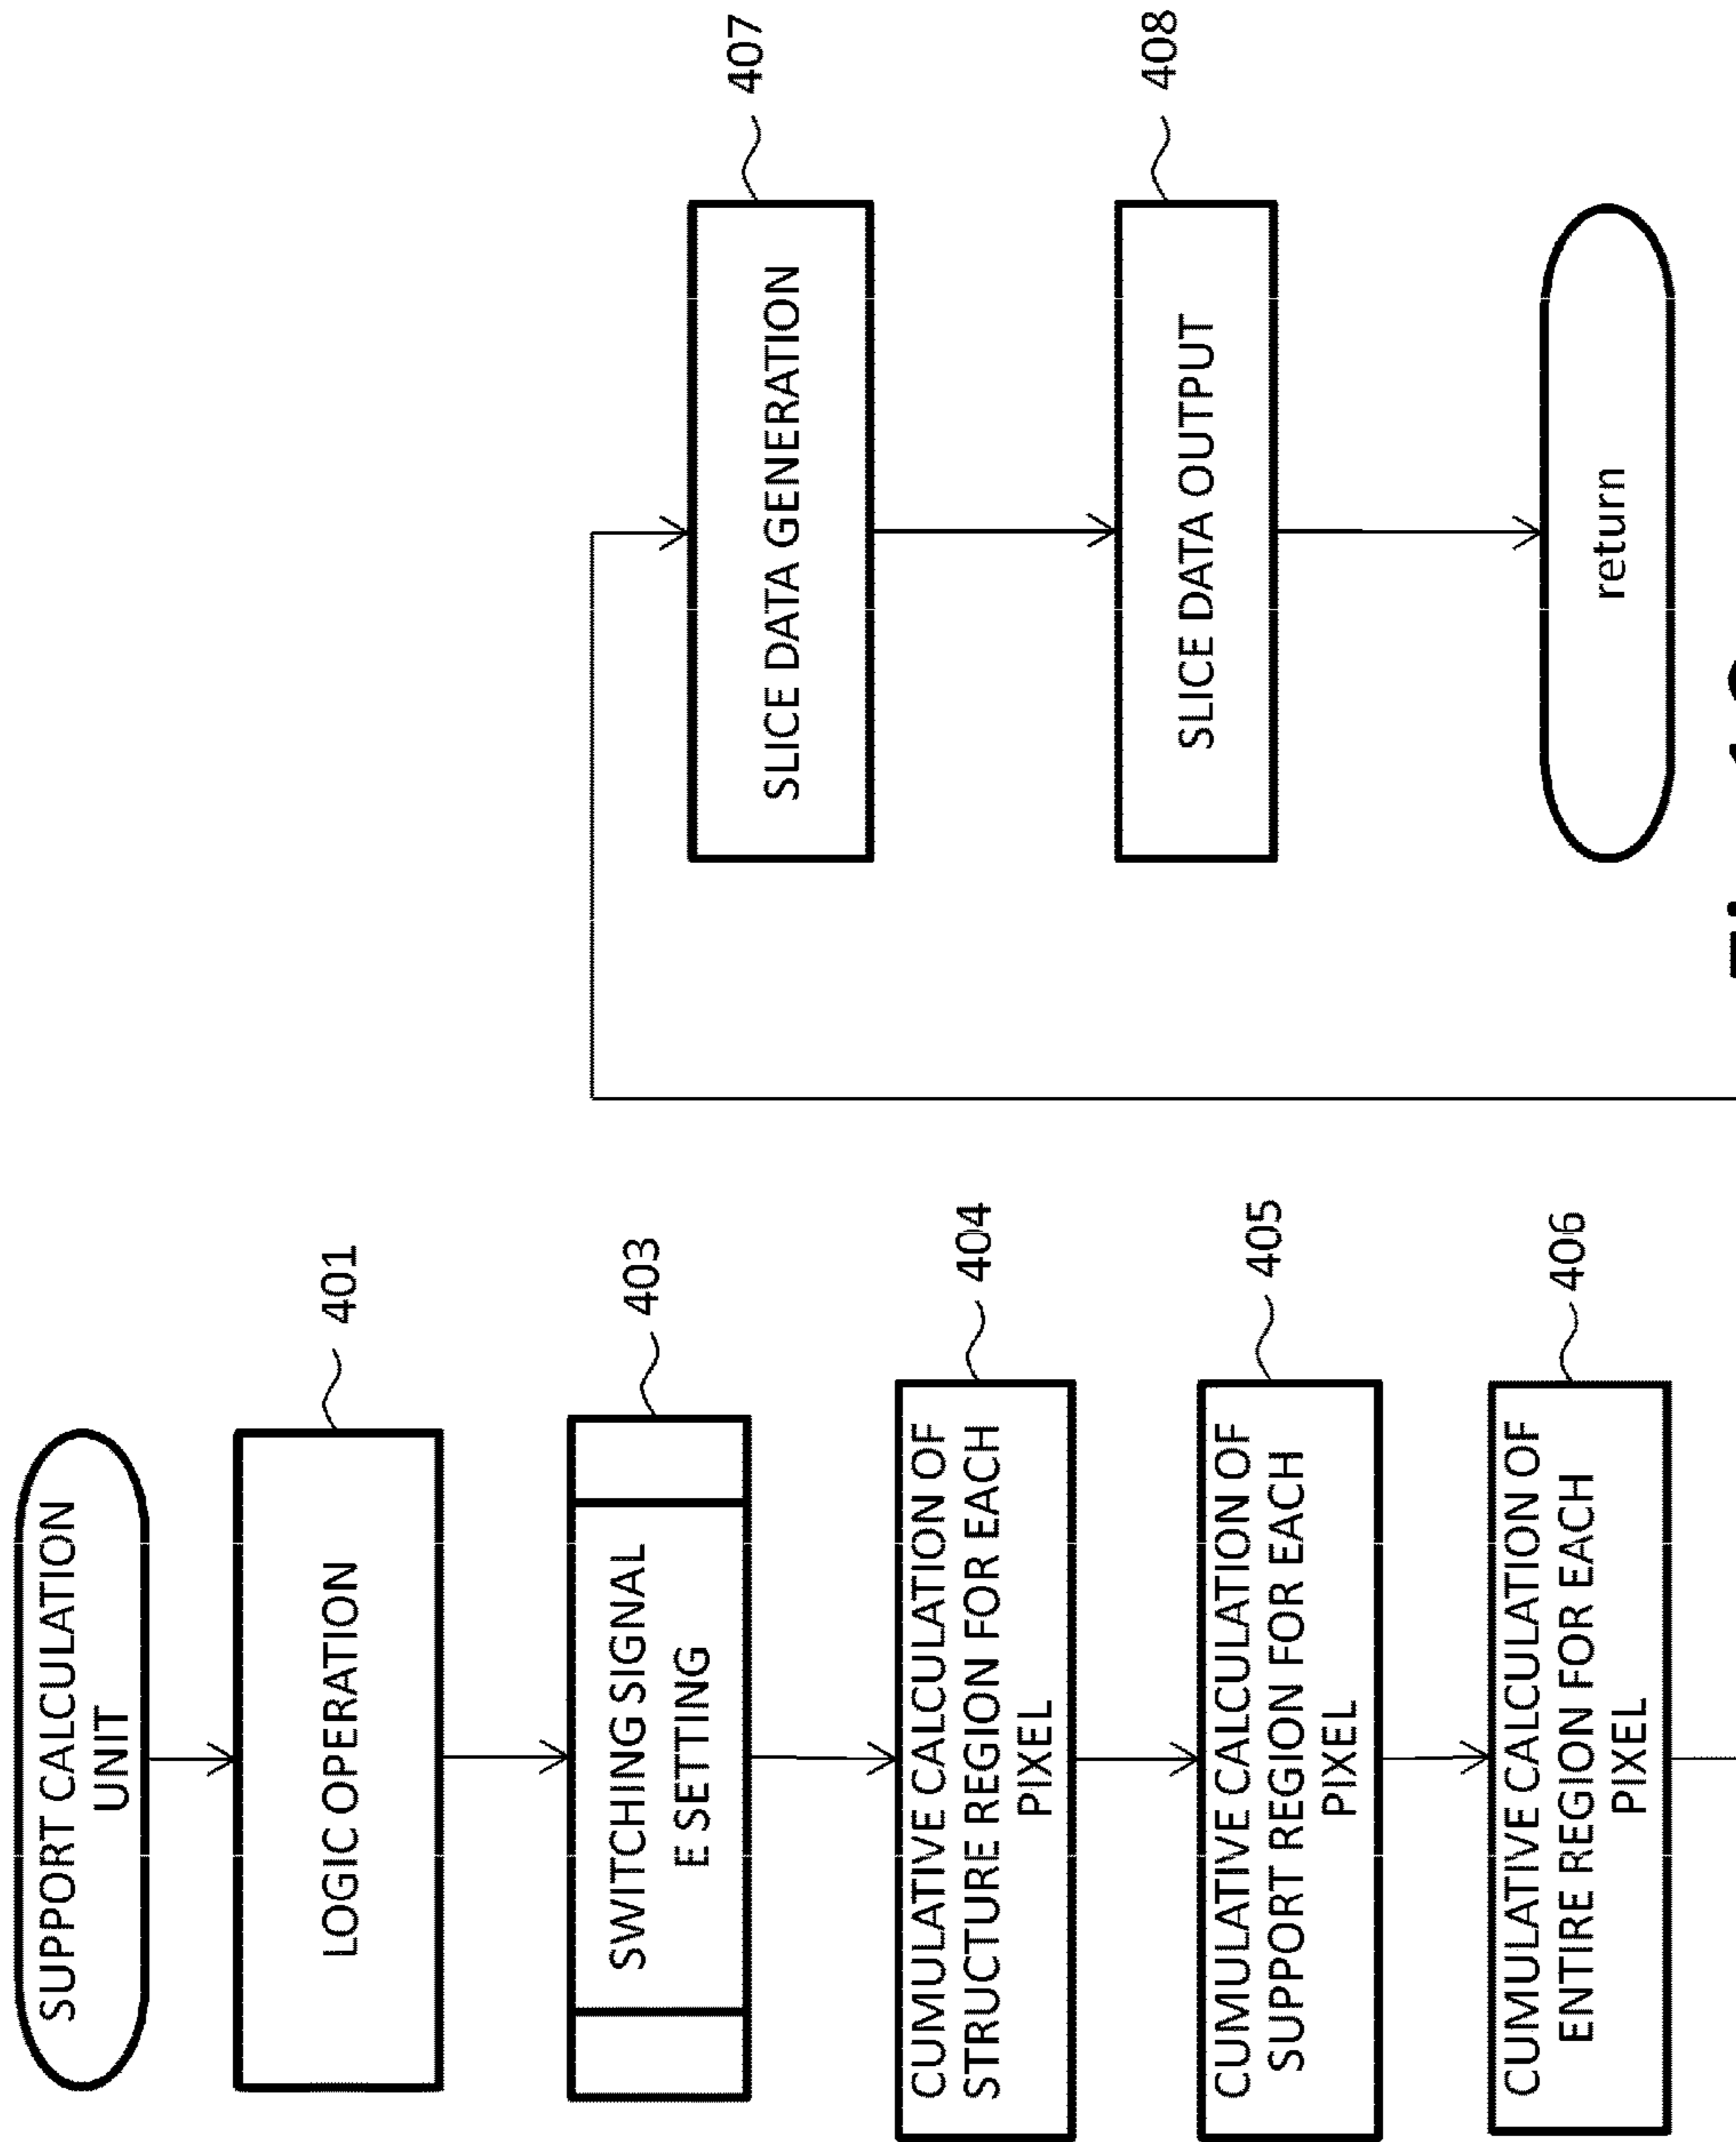 SUPPORT CALCULATION
UNIT
LOGIC OPERATION
401
SWITCHING SIGNAL
E SETTING
403
CUMULATIVE CALCULATION OF
STRUCTURE REGION FOR EACH
PIXEL
404
CUMULATIVE CALCULATION OF
SUPPORT REGION FOR EACH
PIXEL
405
CUMULATIVE CALCULATION OF
ENTIRE REGION FOR EACH
PIXEL
406
SLICE DATA GENERATION
407
SLICE DATA OUTPUT
408
return